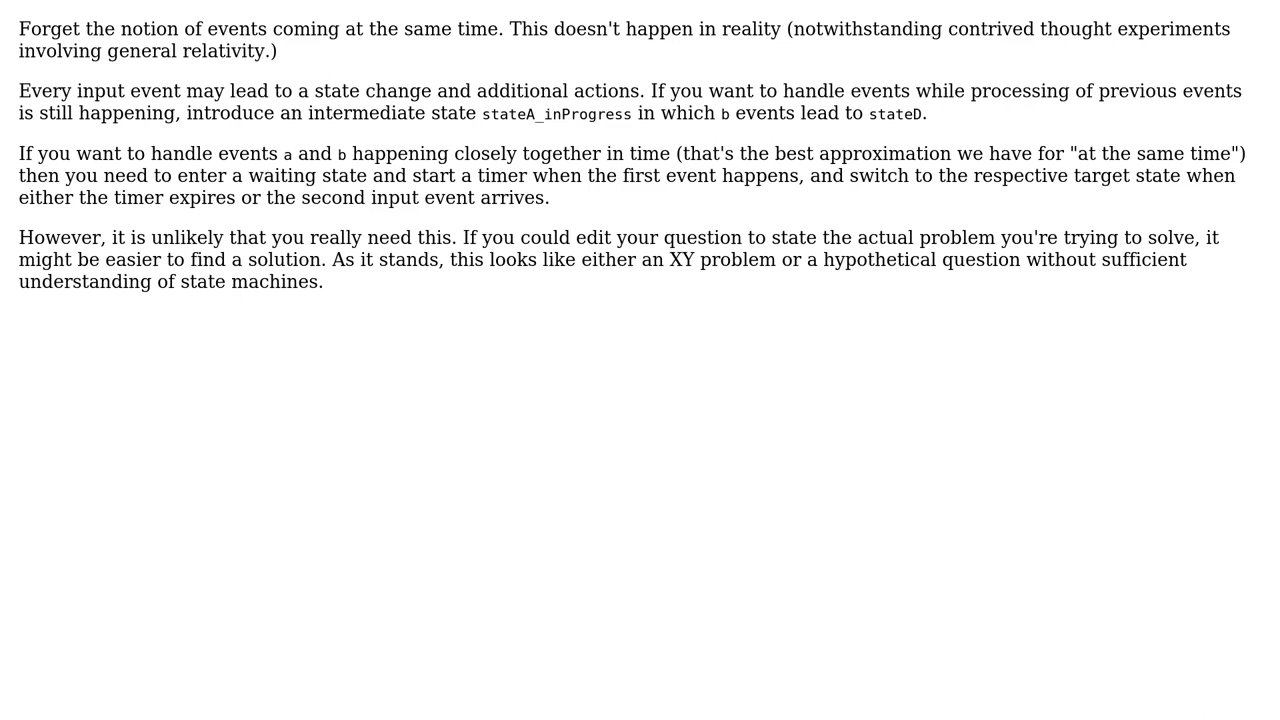 Forget the notion of events coming at the same time. This doesn't happen in reality (notwithstanding contrived thought experiments
involving general relativity.)
Every input event may lead to a state change and additional actions. If you want to handle events while processing of previous events
is still happening, introduce an intermediate state stateA_inProgress in which b events lead to stateD.
If you want to handle events a and b happening closely together in time (that's the best approximation we have for "at the same time")
then you need to enter a waiting state and start a timer when the first event happens, and switch to the respective target state when
either the timer expires or the second input event arrives.
However, it is unlikely that you really need this. If you could edit your question to state the actual problem you're trying to solve, it
might be easier to find a solution. As it stands, this looks like either an XY problem or a hypothetical question without sufficient
understanding of state machines.